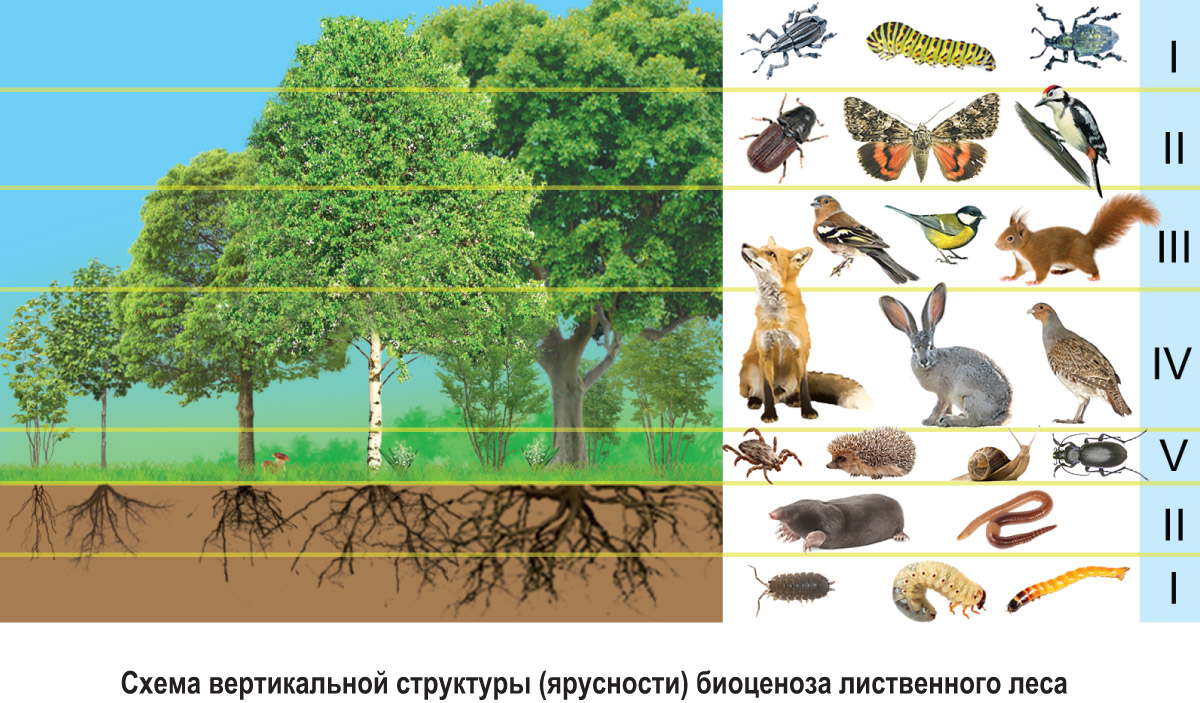 I
II
III
IV
V
II
I
Схема вертикальной структуры (ярусности) биоценоза лиственного леса